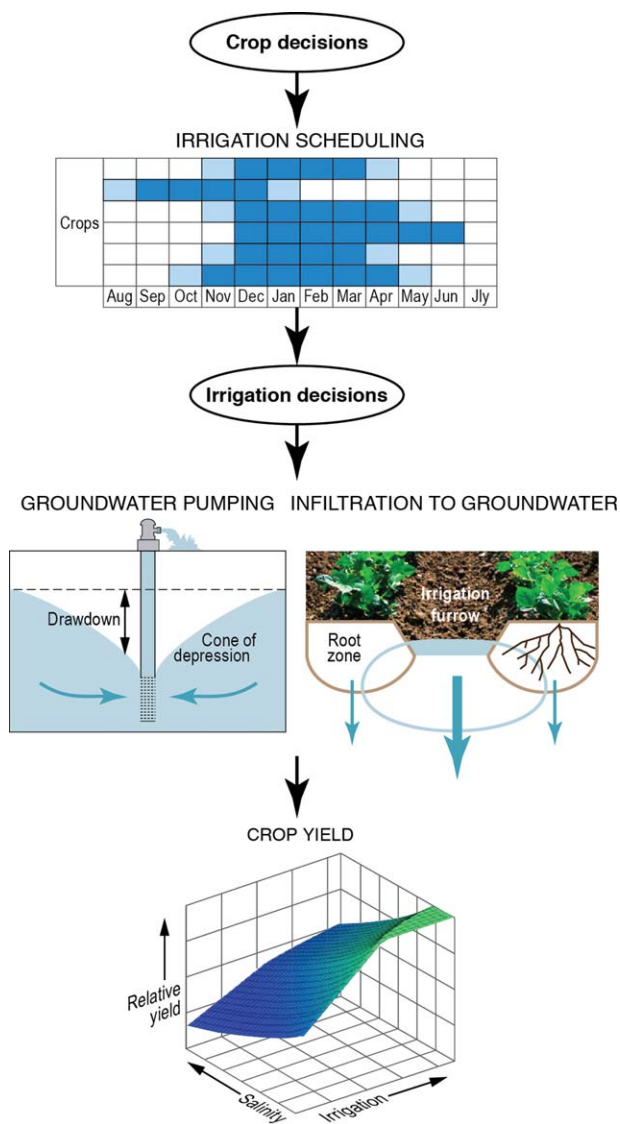 Crop decisions
IRRIGATION SCHEDULING
Crops
Aug Sep Oct Nov Dec Jan Feb Mar Apr May Jun Jly
Irrigation decisions
GROUNDWATER PUMPING
INFILTRATION TO GROUNDWATER
Drawdown
Cone of
depression
Irrigation
furrow
Root
zone
CROP YIELD
Relative
yield
Salinity
Irrigation